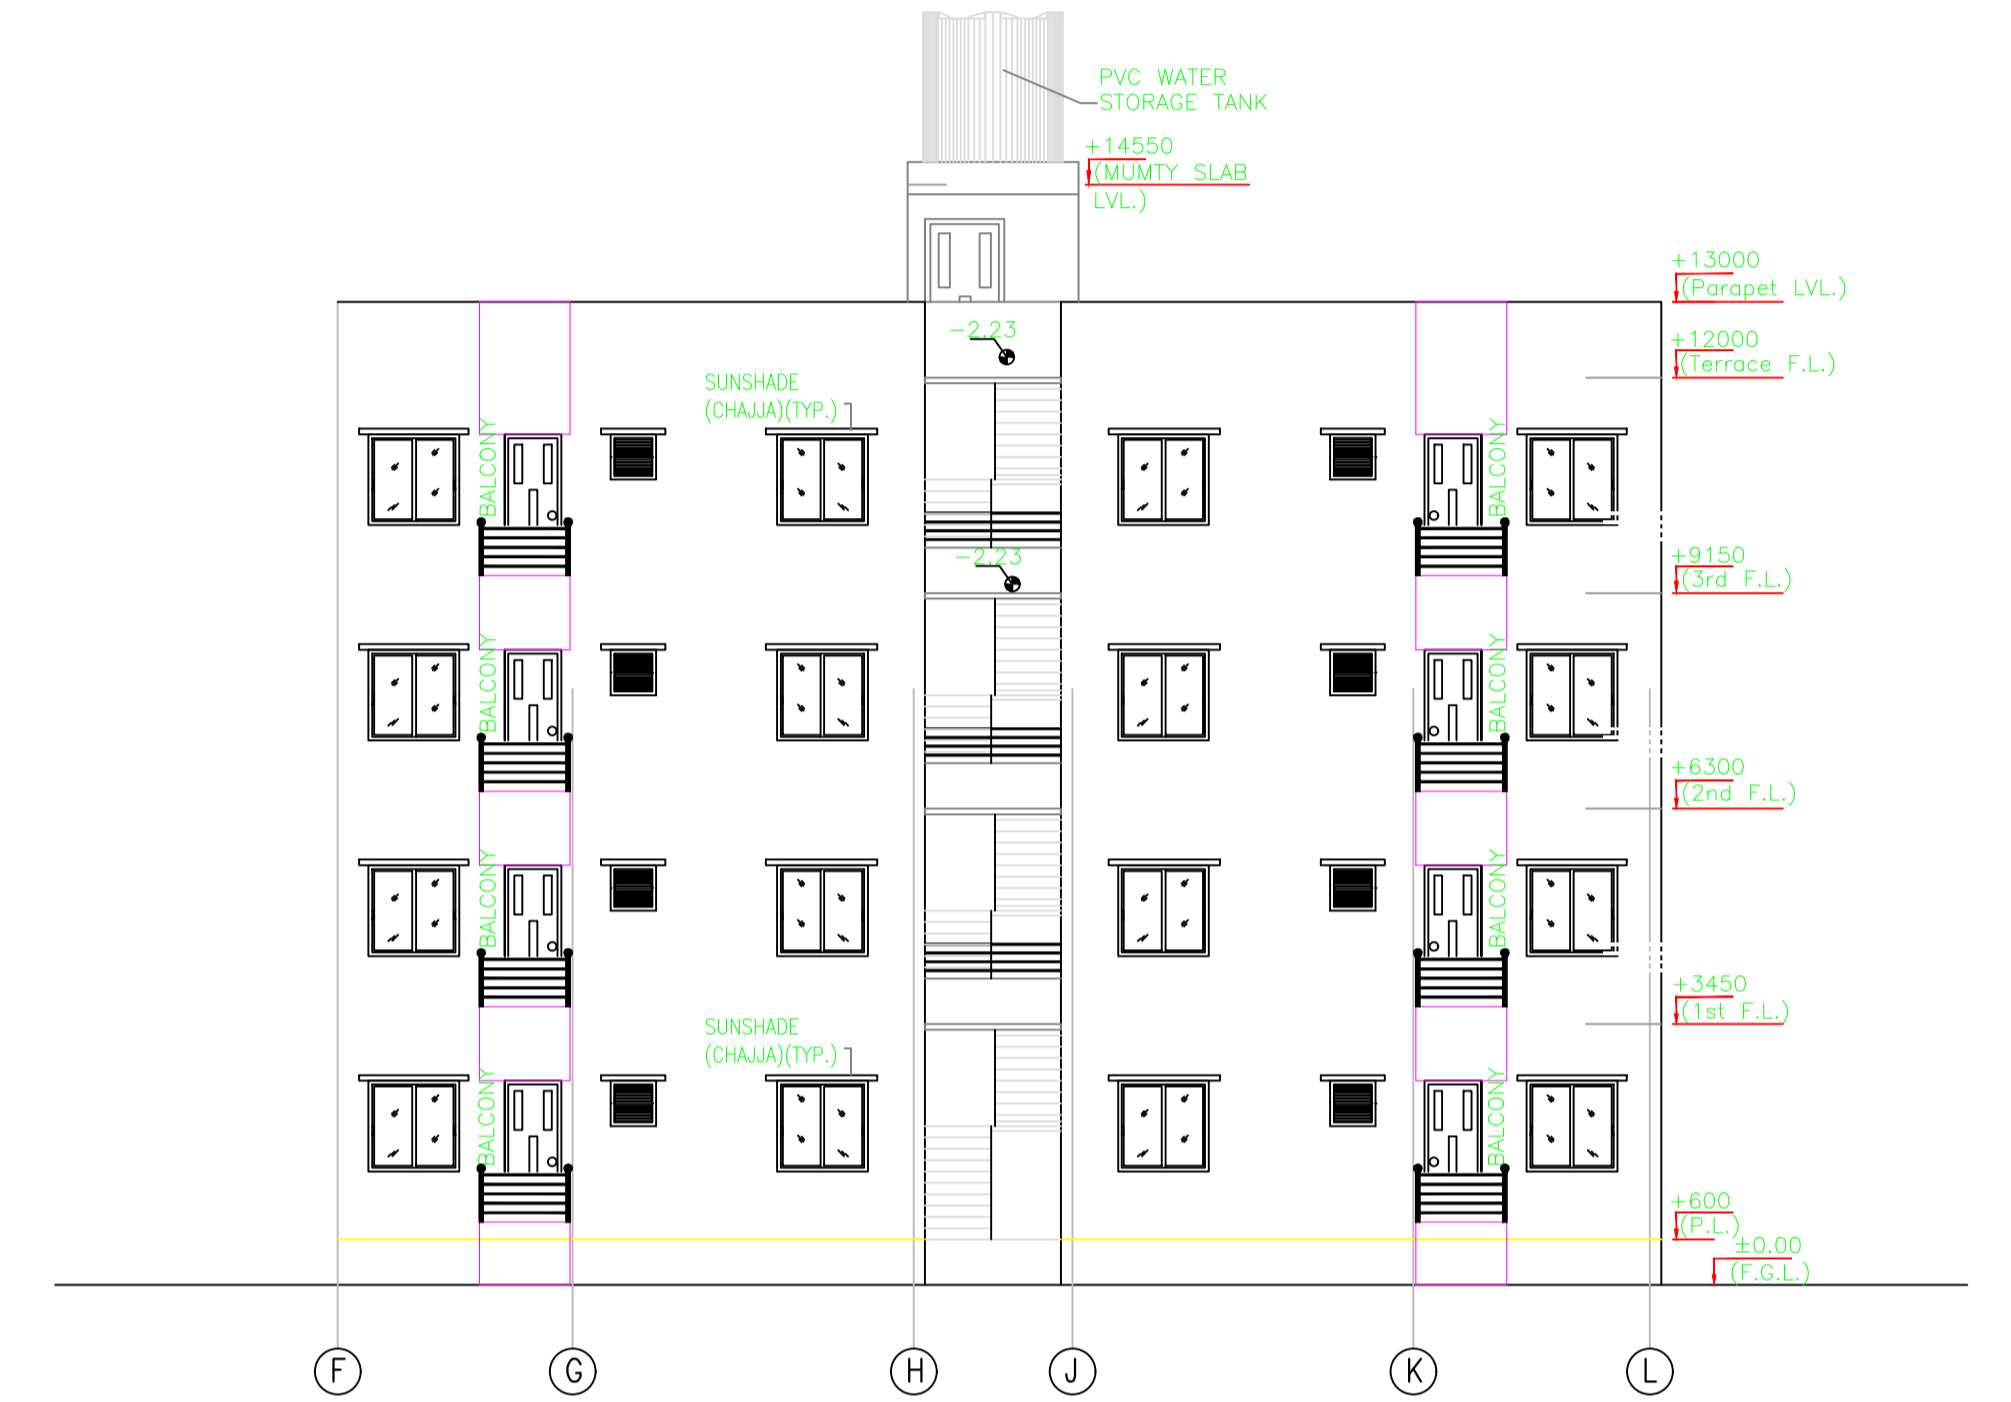 PVC WATER
STORAGE TANK
+14550
(MUMTY SLAB
LVL.)
+13000
(Parapet LVL.)
-2.23
+12000
(Terrace F.L.)
SUNSHADE
(CHAJJA)(TYP.)
BALCONY
BALCONY
-2.23
+9150
(3rd F.L.)
BALCONY
BALCONY
+6300
(2nd F.L.)
BALCONY
BALCONY
+3450
(1st F.L.)
SUNSHADE
(CHAJJA)(TYP.)
BALCONY
BALCONY
+600
(P.L.)
±0.00
(F.G.L.)
F G H J K L